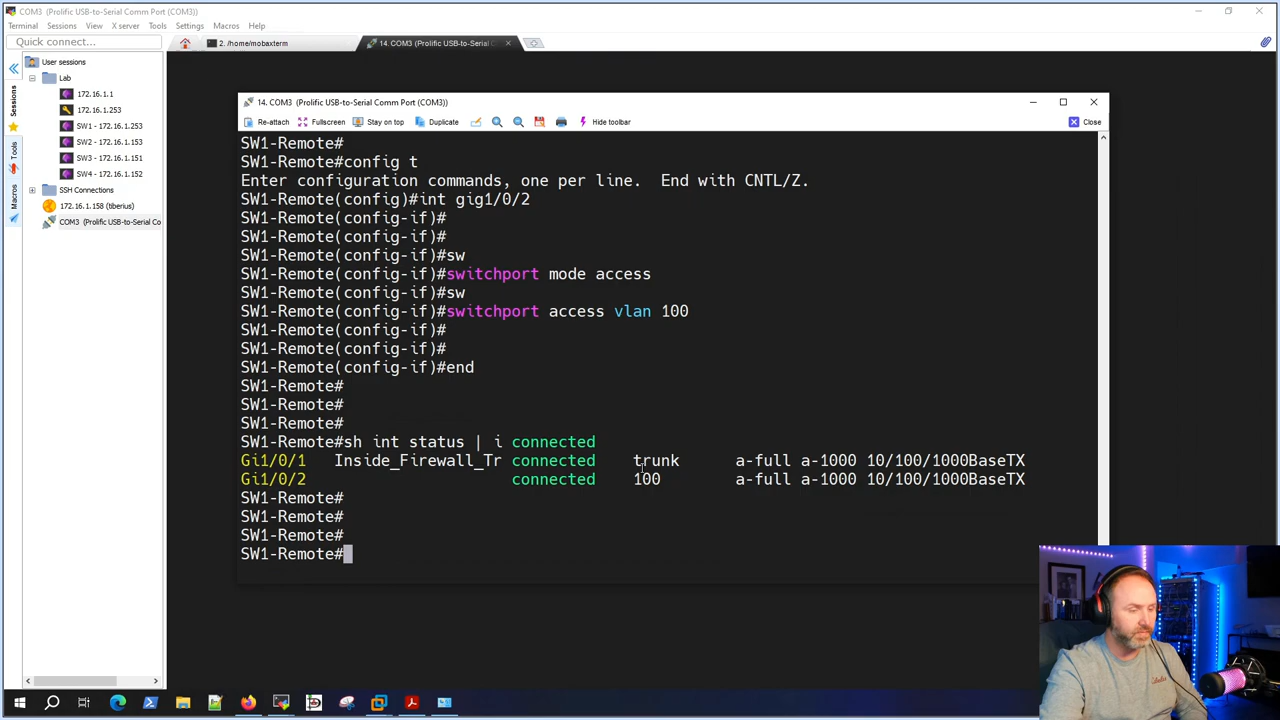 COM3 (Prolific USB-to-Serial Comm Port (COM3))
Terminal Sessions View X server Tools Settings Macros Help
Quick connect...
2. /home/mobaxterm
14. COM3 (Prolific USB-to-Serial
User sessions
Lab
172.16.1.1
172.16.1.253
SW1 - 172.16.1.253
SW2 - 172.16.1.153
SW3 - 172.16.1.151
SW4 - 172.16.1.152
SSH Connections
172.16.1.158 (tiberius)
COM3 (Prolific USB-to-Serial Co
Sessions
Tools
Macros
14. COM3 (Prolific USB-to-Serial Comm Port (COM3))
Re-attach Fullscreen Stay on top Duplicate Hide toolbar Close
SW1-Remote#
SW1-Remote#config t
Enter configuration commands, one per line. End with CNTL/Z.
SW1-Remote(config)#int gig1/0/2
SW1-Remote(config-if)#
SW1-Remote(config-if)#
SW1-Remote(config-if)#sw
SW1-Remote(config-if)#switchport mode access
SW1-Remote(config-if)#sw
SW1-Remote(config-if)#switchport access vlan 100
SW1-Remote(config-if)#
SW1-Remote(config-if)#
SW1-Remote(config-if)#end
SW1-Remote#
SW1-Remote#
SW1-Remote#
SW1-Remote#sh int status | i connected
Gi1/0/1 Inside_Firewall_Tr connected trunk a-full a-1000 10/100/1000BaseTX
Gi1/0/2 connected 100 a-full a-1000 10/100/1000BaseTX
SW1-Remote#
SW1-Remote#
SW1-Remote#
SW1-Remote#